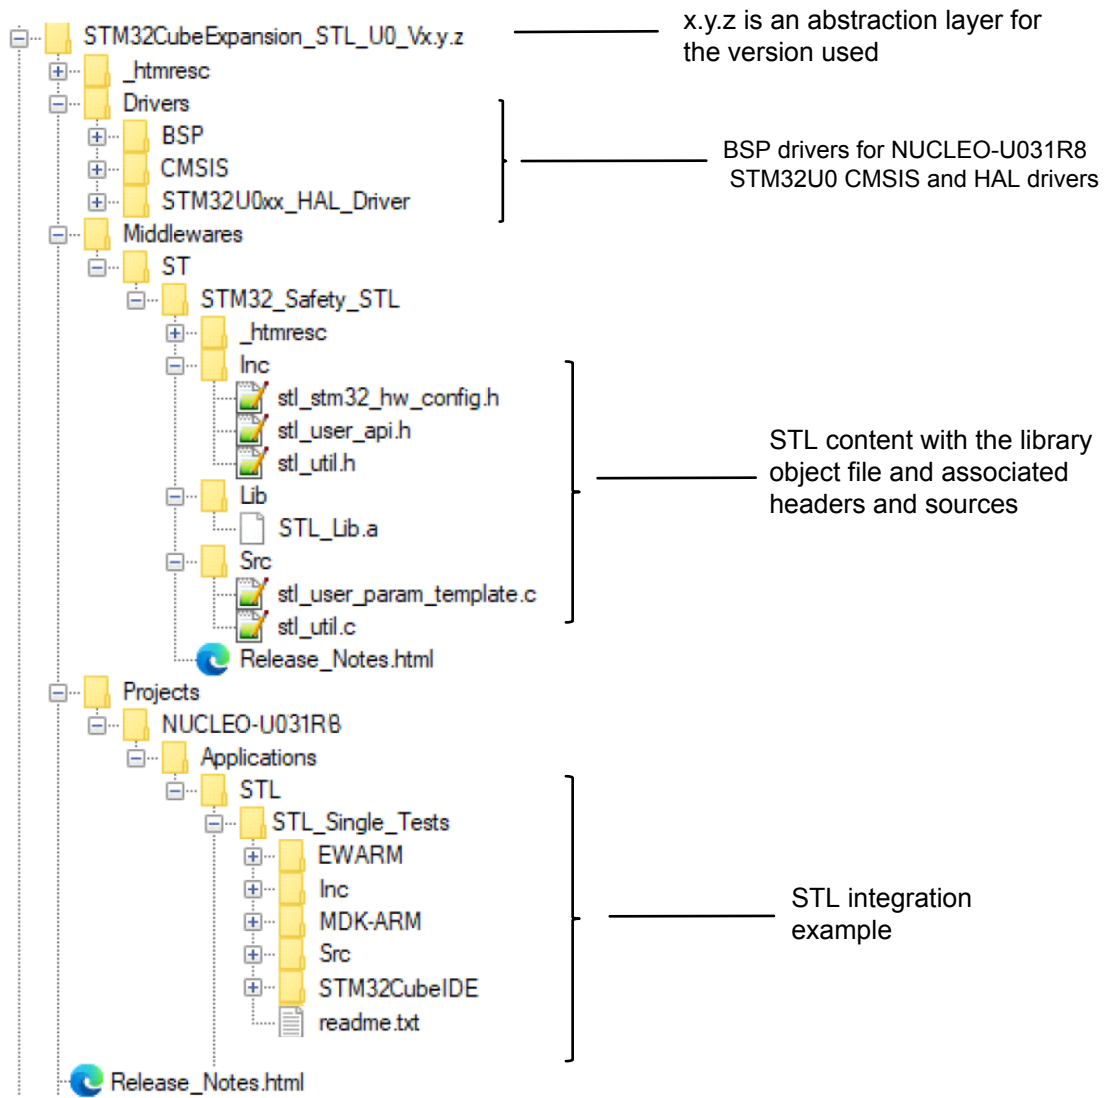 STM32CubeExpansion_STL_U0_Vx.y.z
x.y.z is an abstraction layer for
the version used
_htmresc
Drivers
BSP
CMSIS
STM32U0xx_HAL_Driver
BSP drivers for NUCLEO-U031R8
STM32U0 CMSIS and HAL drivers
Middlewares
ST
STM32_Safety_STL
_htmresc
Inc
stl_stm32_hw_config.h
stl_user_api.h
stl_util.h
Lib
STL_Lib.a
Src
stl_user_param_template.c
stl_util.c
STL content with the library
object file and associated
headers and sources
Release_Notes.html
Projects
NUCLEO-U031R8
Applications
STL
STL_Single_Tests
EWARM
Inc
MDK-ARM
Src
STM32CubeIDE
readme.txt
STL integration
example
Release_Notes.html